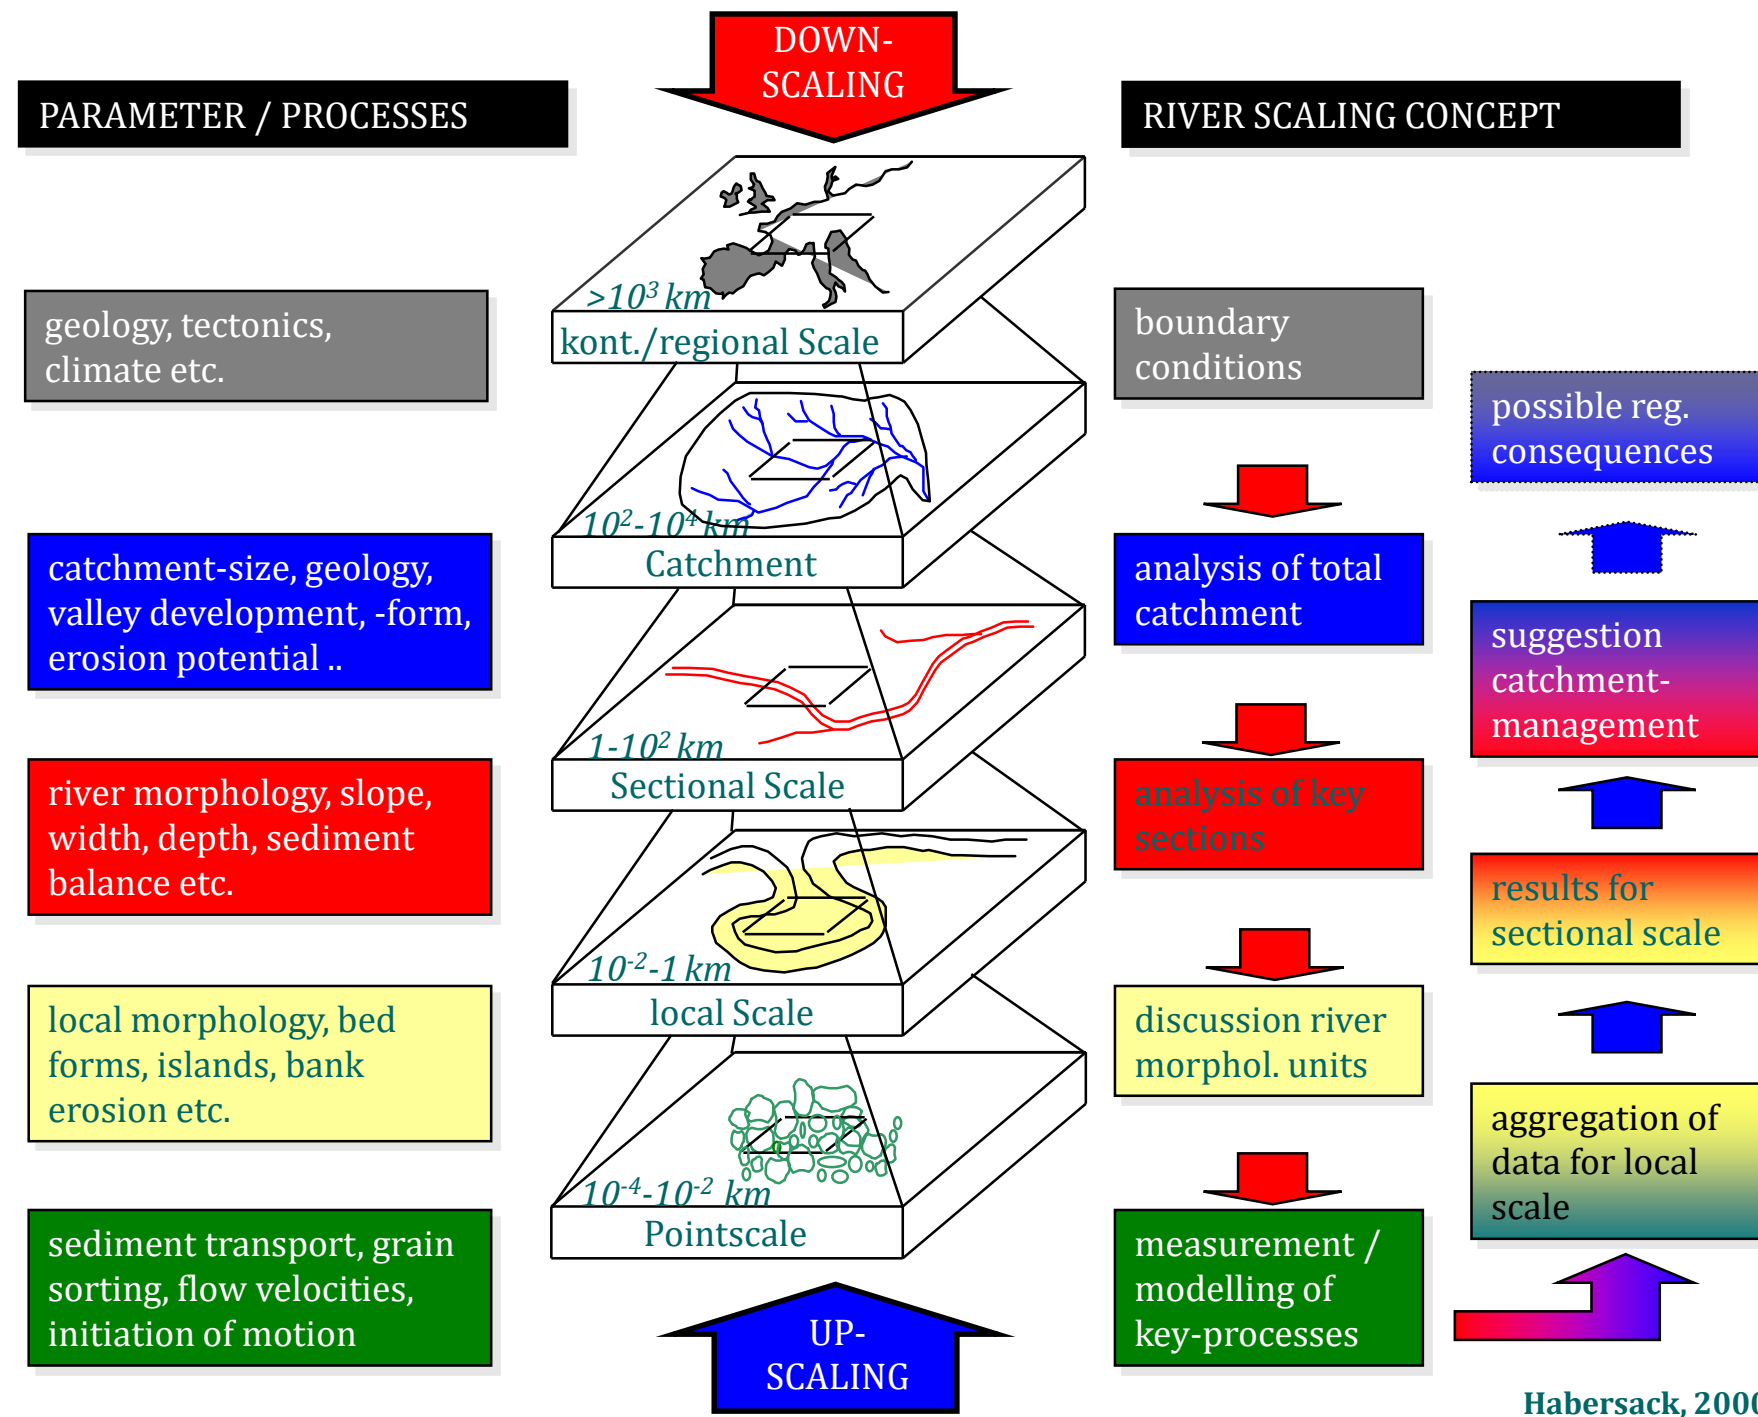 DOWN-
SCALING
PARAMETER / PROCESSES
RIVER SCALING CONCEPT
geology, tectonics,
climate etc.
>10³ km
kont./regional Scale
boundary
conditions
possible reg.
consequences
catchment-size, geology,
valley development, -form,
erosion potential ..
10²-10⁴ km
Catchment
analysis of total
catchment
suggestion
catchment-
management
river morphology, slope,
width, depth, sediment
balance etc.
1-10² km
Sectional Scale
analysis of key
sections
results for
sectional scale
local morphology, bed
forms, islands, bank
erosion etc.
10⁻²-1 km
local Scale
discussion river
morphol. units
aggregation of
data for local
scale
sediment transport, grain
sorting, flow velocities,
initiation of motion
10⁻⁴-10⁻² km
Pointscale
measurement /
modelling of
key-processes
UP-
SCALING
Habersack, 2000